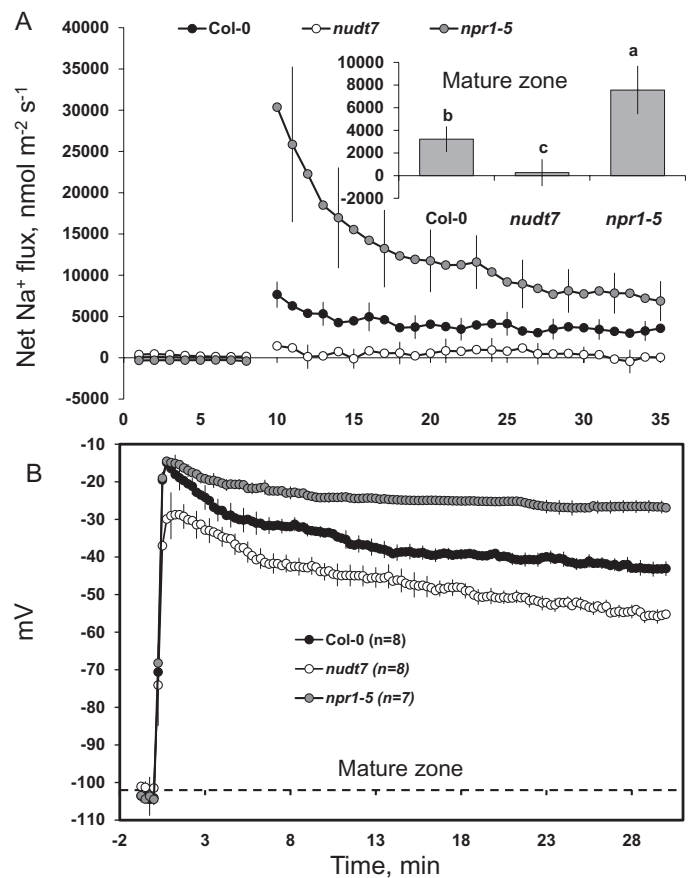 A
Col-0 nudt7 npr1-5
Net Na⁺ flux, nmol m⁻² s⁻¹
40000
35000
30000
25000
20000
15000
10000
5000
0
-5000
0 5 10 15 20 25 30 35
Mature zone
10000
8000
6000
4000
2000
0
-2000
b
c
a
Col-0 nudt7 npr1-5
B
mV
-10
-20
-30
-40
-50
-60
-70
-80
-90
-100
-110
Col-0 (n=8)
nudt7 (n=8)
npr1-5 (n=7)
Mature zone
-2 3 8 13 18 23 28
Time, min